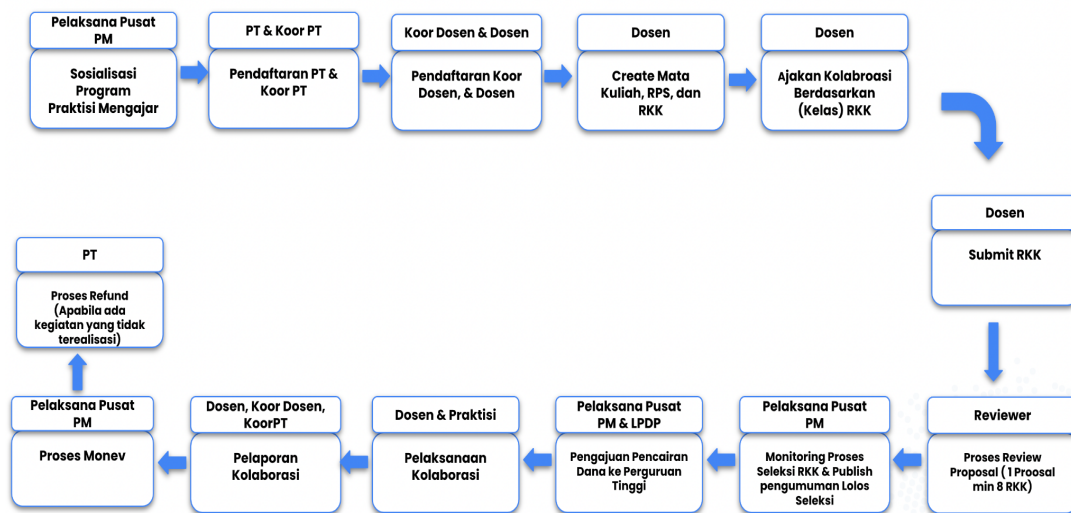 Pelaksana Pusat
PM
Sosialisasi
Program
Praktisi Mengajar
PT & Koor PT
Pendaftaran PT &
Koor PT
Koor Dosen & Dosen
Pendaftaran Koor
Dosen, & Dosen
Dosen
Create Mata
Kuliah, RPS, dan
RKK
Dosen
Ajakan Kolabroasi
Berdasarkan
(Kelas) RKK
Dosen
Submit RKK
Reviewer
Proses Review
Proposal ( 1 Proosal
min 8 RKK)
Pelaksana Pusat
PM
Monitoring Proses
Seleksi RKK & Publish
pengumuman Lolos
Seleksi
Pelaksana Pusat
PM & LPDP
Pengajuan Pencairan
Dana ke Perguruan
Tinggi
Dosen & Praktisi
Pelaksanaan
Kolaborasi
Dosen, Koor Dosen,
KoorPT
Pelaporan
Kolaborasi
Pelaksana Pusat
PM
Proses Monev
PT
Proses Refund
(Apabila ada
kegiatan yang tidak
terealisasi)